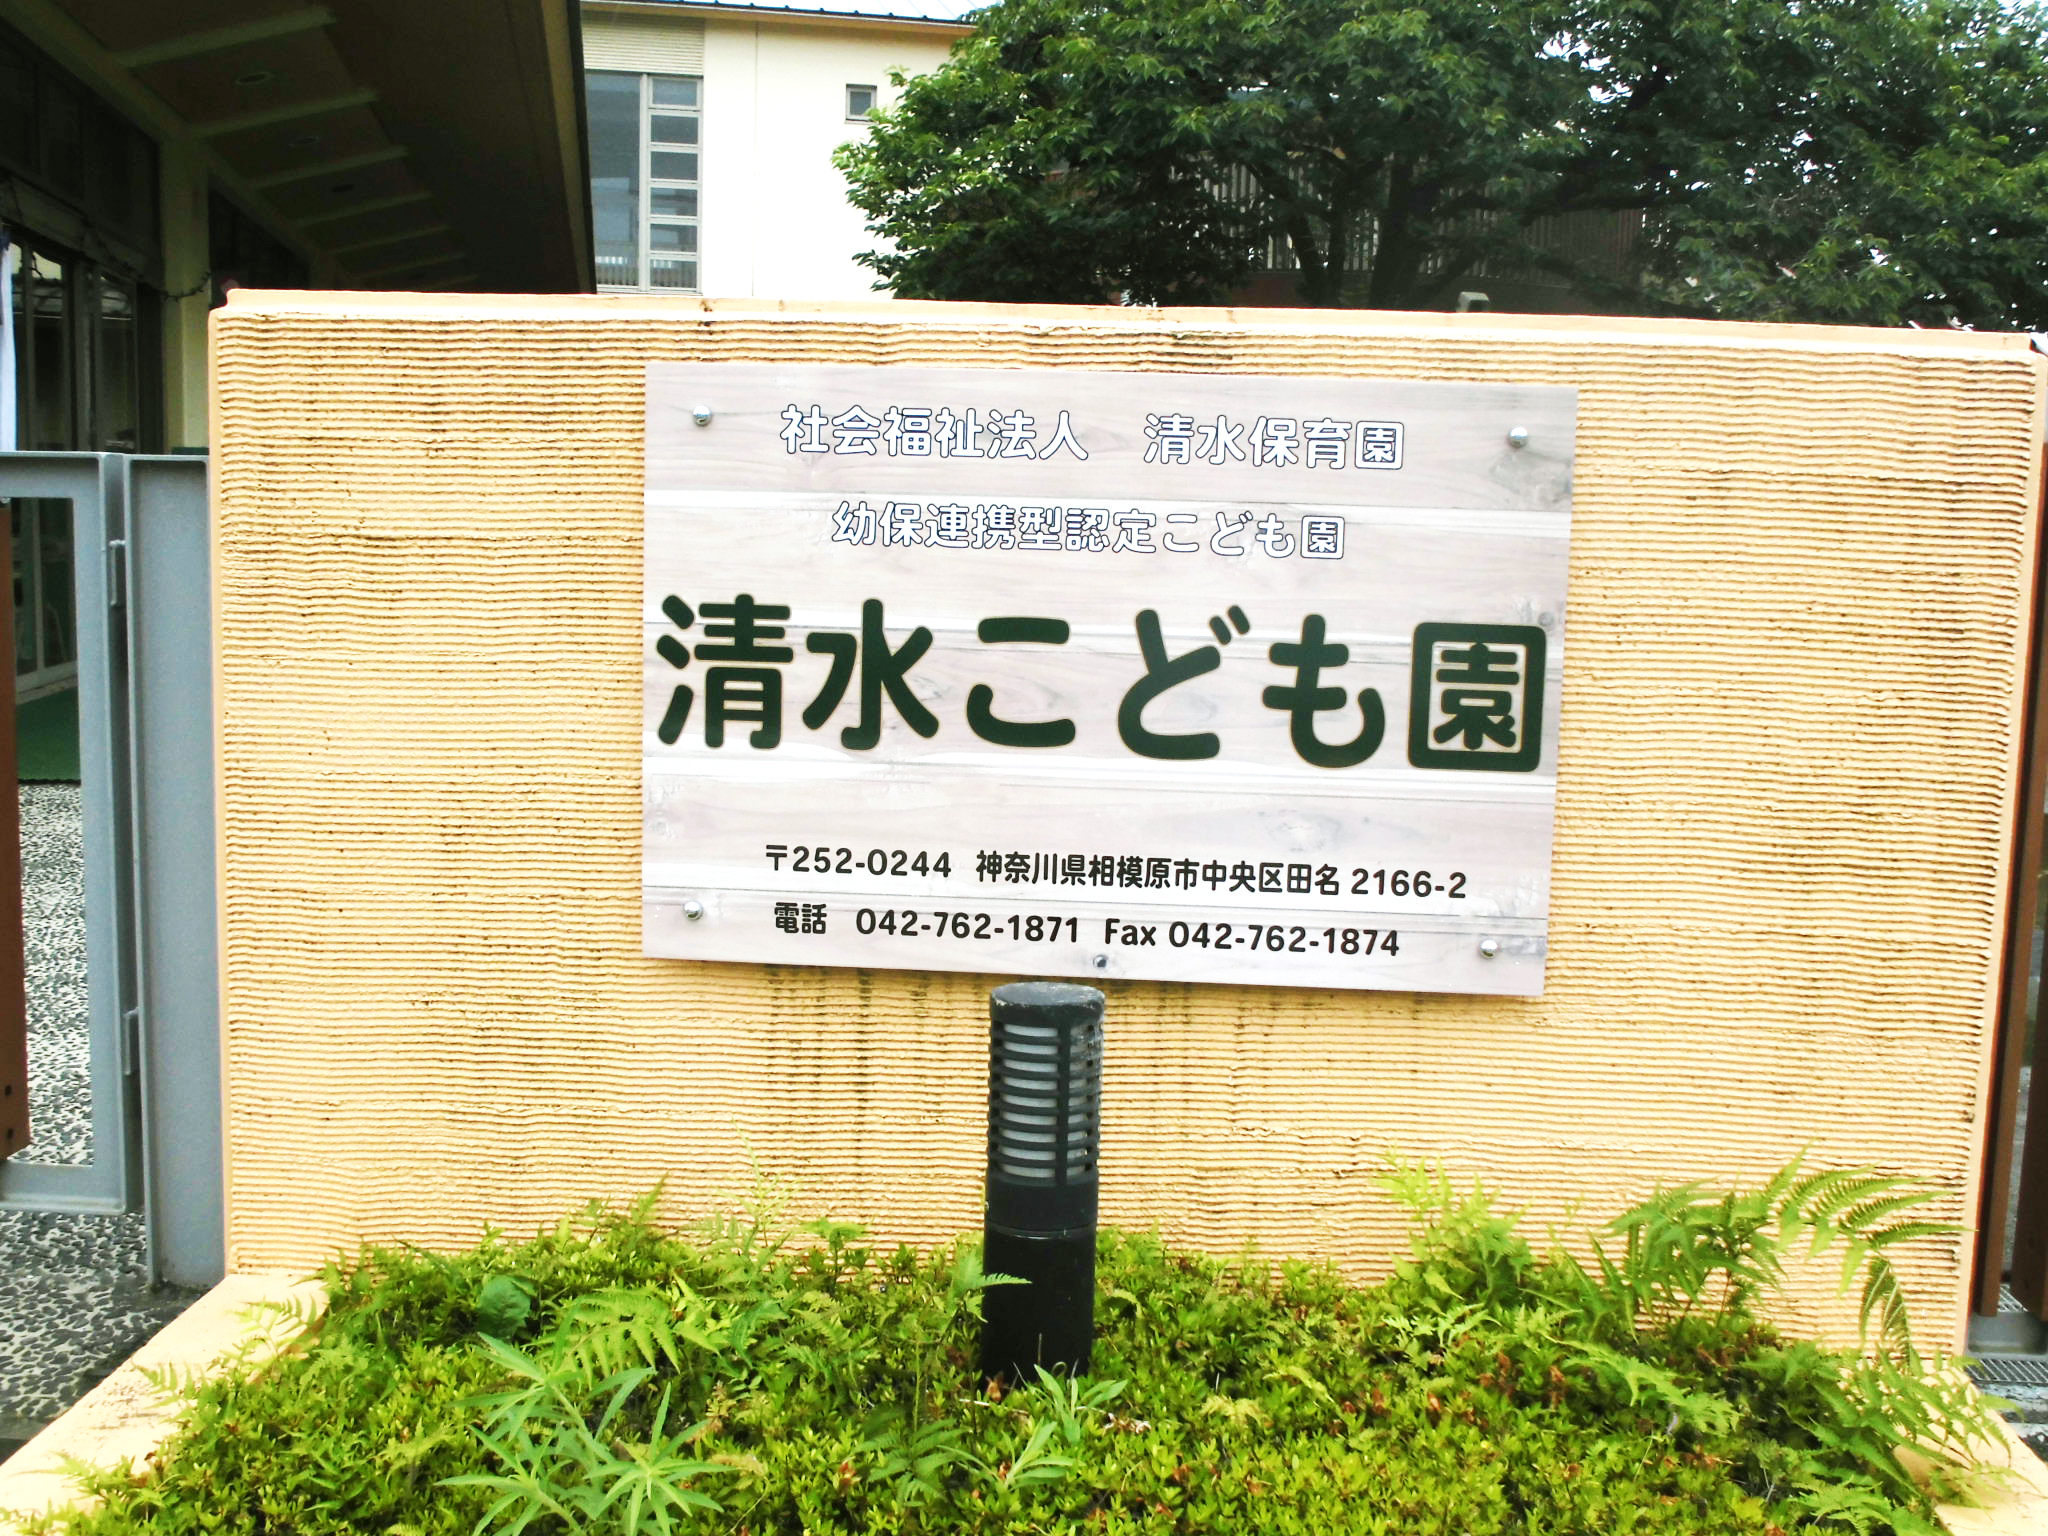 社会福祉法人　清水保育園
幼保連携型認定こども園
清水こども園
〒252-0244 神奈川県相模原市中央区田名 2166-2
電話 042-762-1871 Fax 042-762-1874